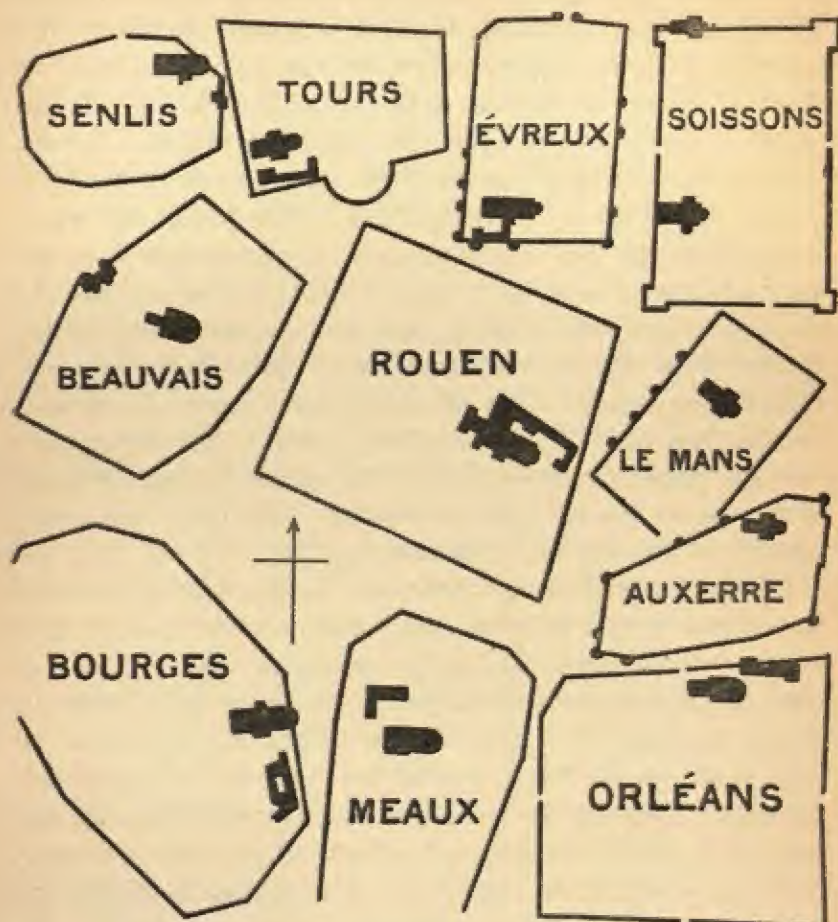 SENLIS
TOURS
ÉVREUX
SOISSONS
BEAUVAIS
ROUEN
LE MANS
AUXERRE
BOURGES
MEAUX
ORLÉANS